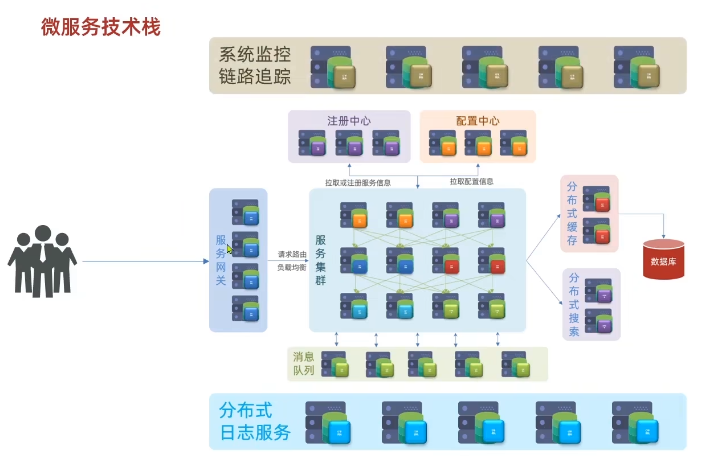 微服务技术栈
系统监控
链路追踪
注册中心
配置中心
拉取或注册服务信息
拉取配置信息
服务网关
请求路由
负载均衡
服务集群
分布式缓存
数据库
分布式搜索
消息
队列
分布式
日志服务